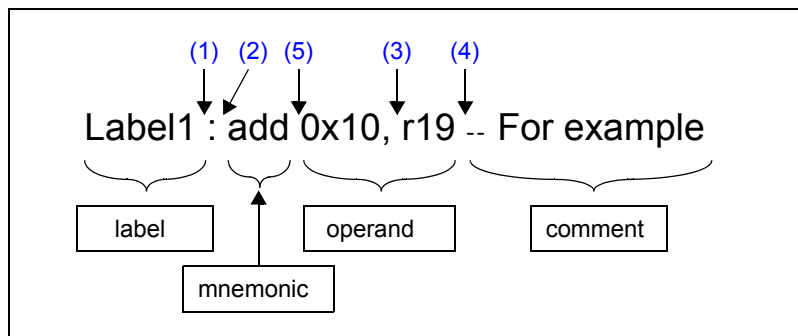 (1) (2) (5) (3) (4)
Label1 : add 0x10, r19 -- For example
label operand comment
mnemonic